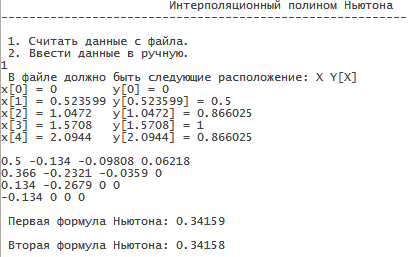 Интерполяционный полином Ньютона
--------------------------------------------------------------
1. Считать данные с файла.
2. Ввести данные в ручную.
1
В файле должно быть следующие расположение: X Y[X]
x[0] = 0 y[0] = 0
x[1] = 0.523599 y[0.523599] = 0.5
x[2] = 1.0472 y[1.0472] = 0.866025
x[3] = 1.5708 y[1.5708] = 1
x[4] = 2.0944 y[2.0944] = 0.866025
0.5 -0.134 -0.09808 0.06218
0.366 -0.2321 -0.0359 0
0.134 -0.2679 0 0
-0.134 0 0 0
Первая формула Ньютона: 0.34159
Вторая формула Ньютона: 0.34158